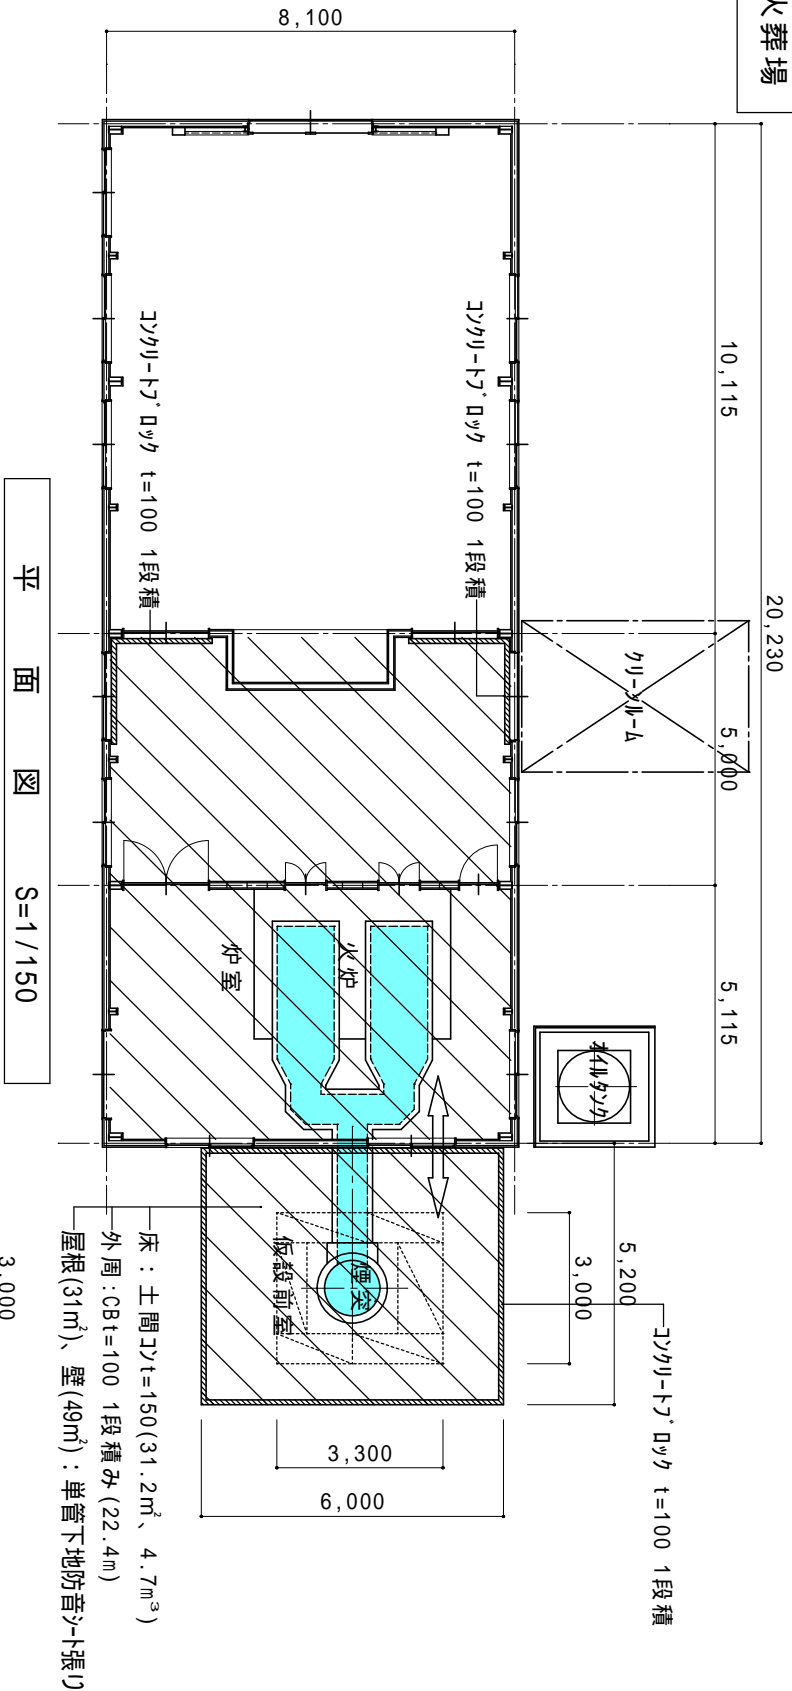 火葬場
8,100
20,230
10,115
5,000
5,115
コンクリートブロック t=100 1段積
コンクリートブロック t=100 1段積
クリーンルーム
オイルタンク
火炉
炉室
煙突
仮設前室
5,200
3,000
3,300
6,000
コンクリートブロック t=100 1段積
床：土間コンt=150(31.2㎡、4.7m³)
外周:CBt=100 1段積み(22.4m)
屋根(31㎡)、壁(49㎡)：単管下地防音シート張り
3,000
平面図 S=1/150